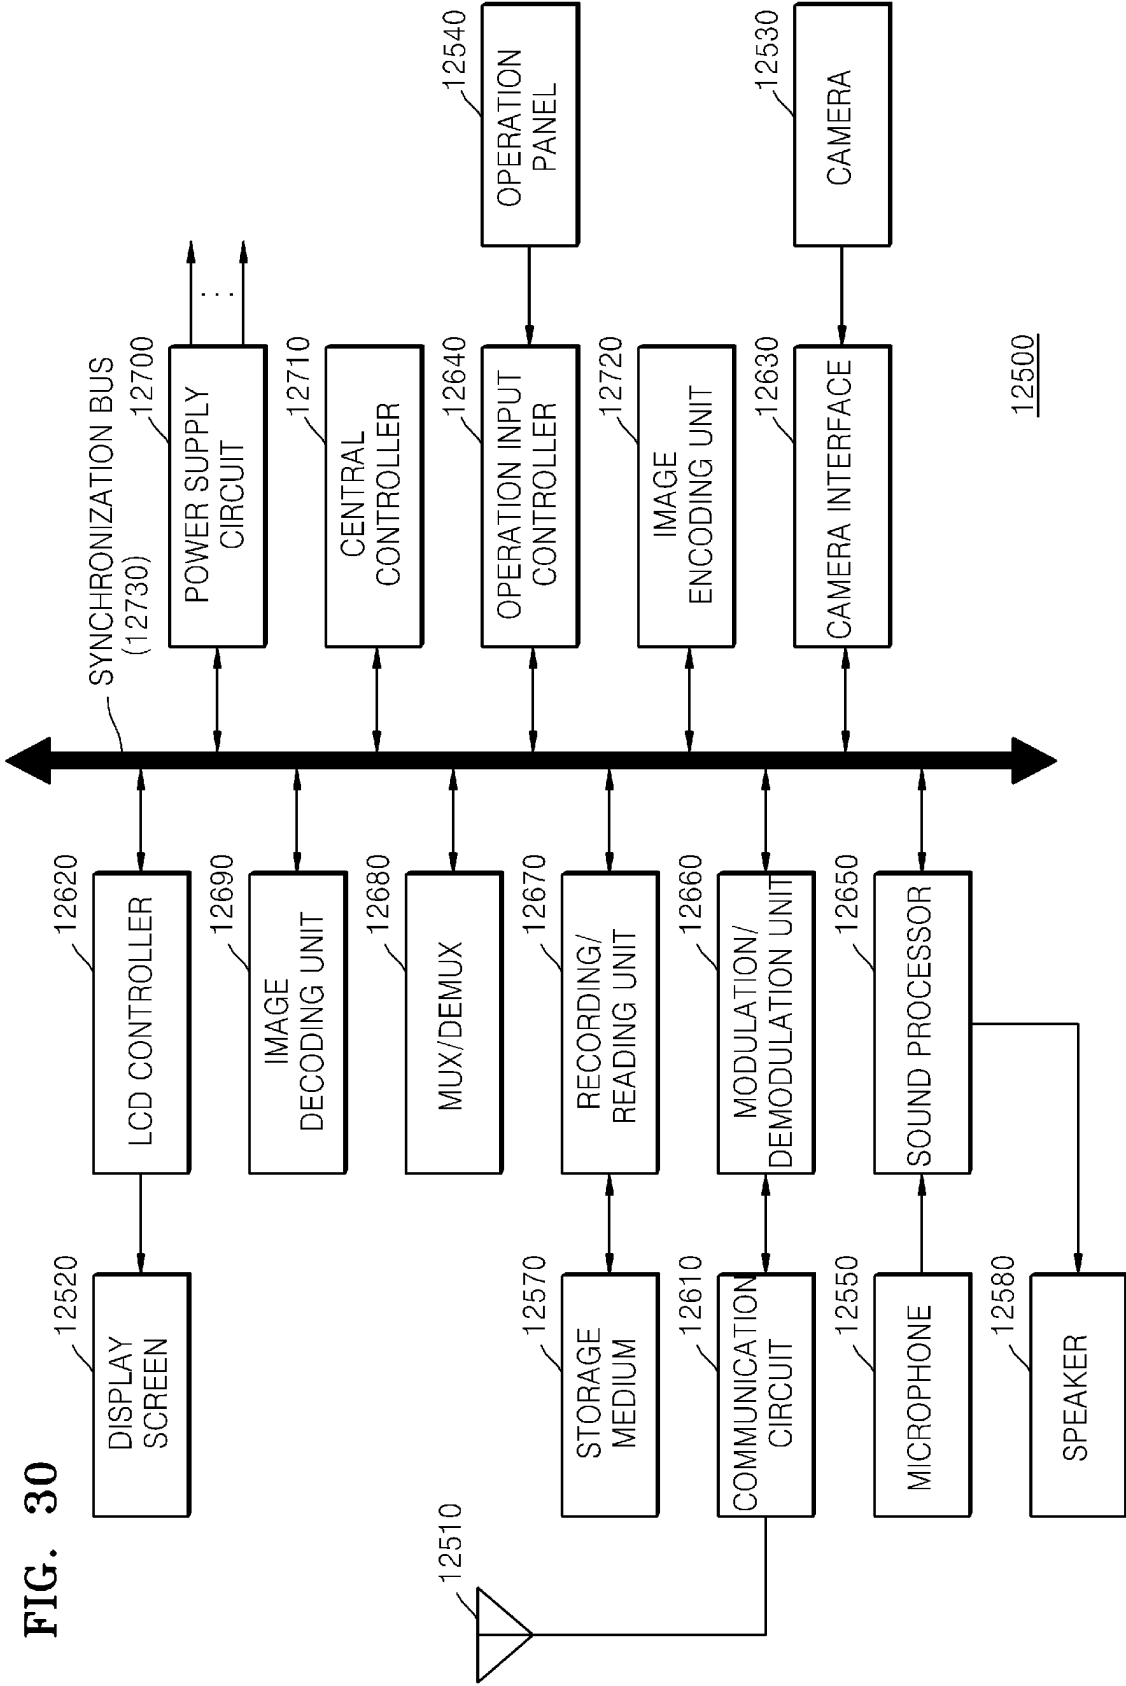 FIG. 30
SYNCHRONIZATION BUS
(12730)
12520
DISPLAY
SCREEN
12620
LCD CONTROLLER
12700
POWER SUPPLY
CIRCUIT
...
12690
IMAGE
DECODING UNIT
12710
CENTRAL
CONTROLLER
12680
MUX/DEMUX
12640
OPERATION INPUT
CONTROLLER
12540
OPERATION
PANEL
12510
12570
STORAGE
MEDIUM
12670
RECORDING/
READING UNIT
12720
IMAGE
ENCODING UNIT
12610
COMMUNICATION
CIRCUIT
12660
MODULATION/
DEMODULATION UNIT
12630
CAMERA INTERFACE
12530
CAMERA
12550
MICROPHONE
12650
SOUND PROCESSOR
12580
SPEAKER
12500